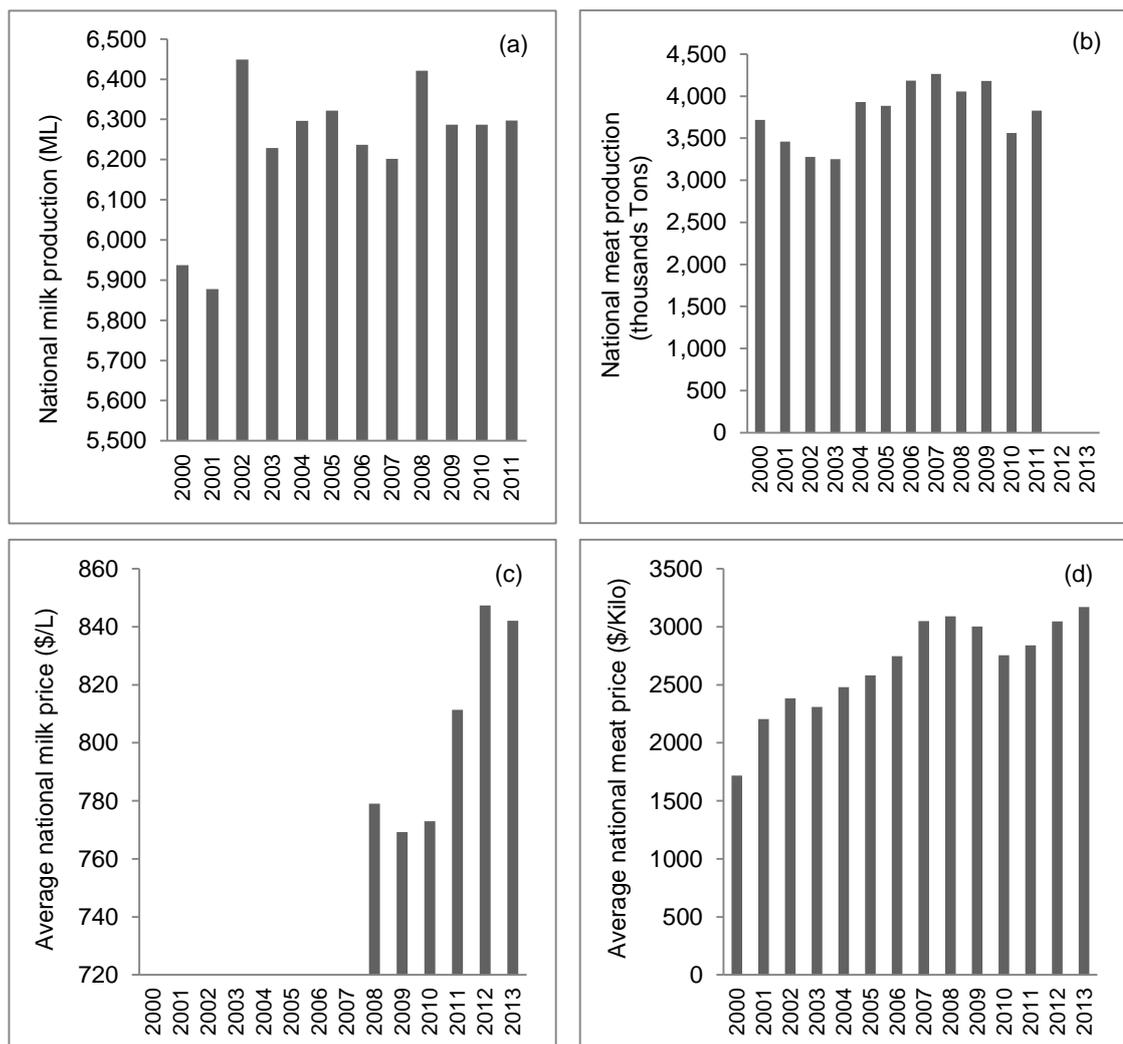 (a)
National milk production (ML)
6,500
6,400
6,300
6,200
6,100
6,000
5,900
5,800
5,700
5,600
5,500
2000 2001 2002 2003 2004 2005 2006 2007 2008 2009 2010 2011
(b)
National meat production
(thousands Tons)
4,500
4,000
3,500
3,000
2,500
2,000
1,500
1,000
500
0
2000 2001 2002 2003 2004 2005 2006 2007 2008 2009 2010 2011 2012 2013
(c)
Average national milk price ($/L)
860
840
820
800
780
760
740
720
2000 2001 2002 2003 2004 2005 2006 2007 2008 2009 2010 2011 2012 2013
(d)
Average national meat price ($/Kilo)
3500
3000
2500
2000
1500
1000
500
0
2000 2001 2002 2003 2004 2005 2006 2007 2008 2009 2010 2011 2012 2013